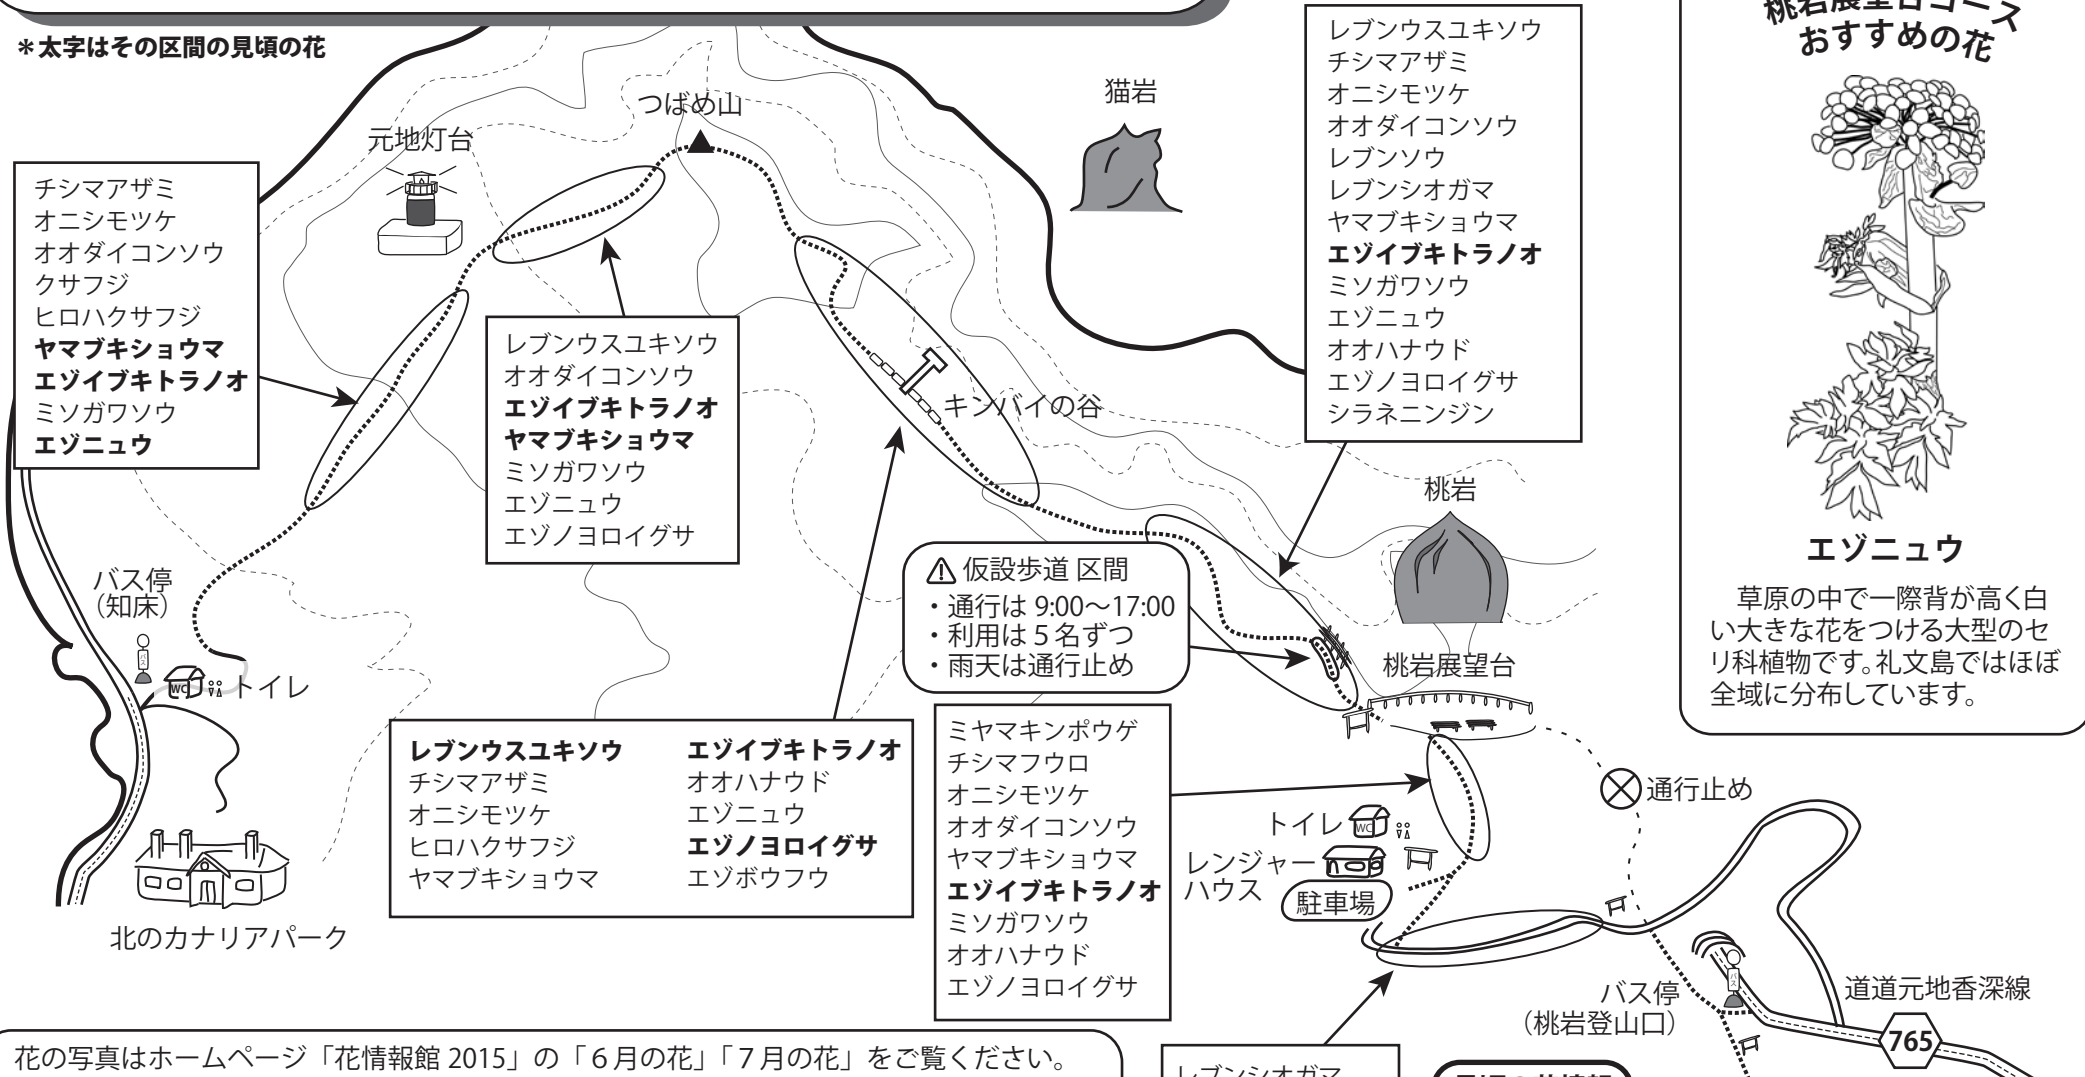 ＊太字はその区間の見頃の花
元地灯台
つばめ山
猫岩
チシマアザミ
オニシモツケ
オオダイコンソウ
クサフジ
ヒロハクサフジ
ヤマブキショウマ
エゾイブキトラノオ
ミソガワソウ
エゾニュウ
レブンウスユキソウ
オオダイコンソウ
エゾイブキトラノオ
ヤマブキショウマ
ミソガワソウ
エゾニュウ
エゾノヨロイグサ
キンバイの谷
レブンウスユキソウ
チシマアザミ
オニシモツケ
オオダイコンソウ
レブンソウ
レブンシオガマ
ヤマブキショウマ
エゾイブキトラノオ
ミソガワソウ
エゾニュウ
オオハナウド
エゾノヨロイグサ
シラネニンジン
桃岩展望台コース
おすすめの花
エゾニュウ
草原の中で一際背が高く白
い大きな花をつける大型のセ
リ科植物です。礼文島ではほぼ
全域に分布しています。
桃岩
⚠ 仮設歩道 区間
・通行は 9:00～17:00
・利用は 5 名ずつ
・雨天は通行止め
桃岩展望台
バス停
（知床）
バス
WC
トイレ
北のカナリアパーク
レブンウスユキソウ
チシマアザミ
オニシモツケ
ヒロハクサフジ
ヤマブキショウマ
エゾイブキトラノオ
オオハナウド
エゾニュウ
エゾノヨロイグサ
エゾボウフウ
ミヤマキンポウゲ
チシマフウロ
オニシモツケ
オオダイコンソウ
ヤマブキショウマ
エゾイブキトラノオ
ミソガワソウ
オオハナウド
エゾノヨロイグサ
通行止め
トイレ
WC
レンジャー
ハウス
駐車場
バス停
（桃岩登山口）
バス
道道元地香深線
765
花の写真はホームページ「花情報館 2015」の「６月の花」「７月の花」をご覧ください。
レブンシオガマ